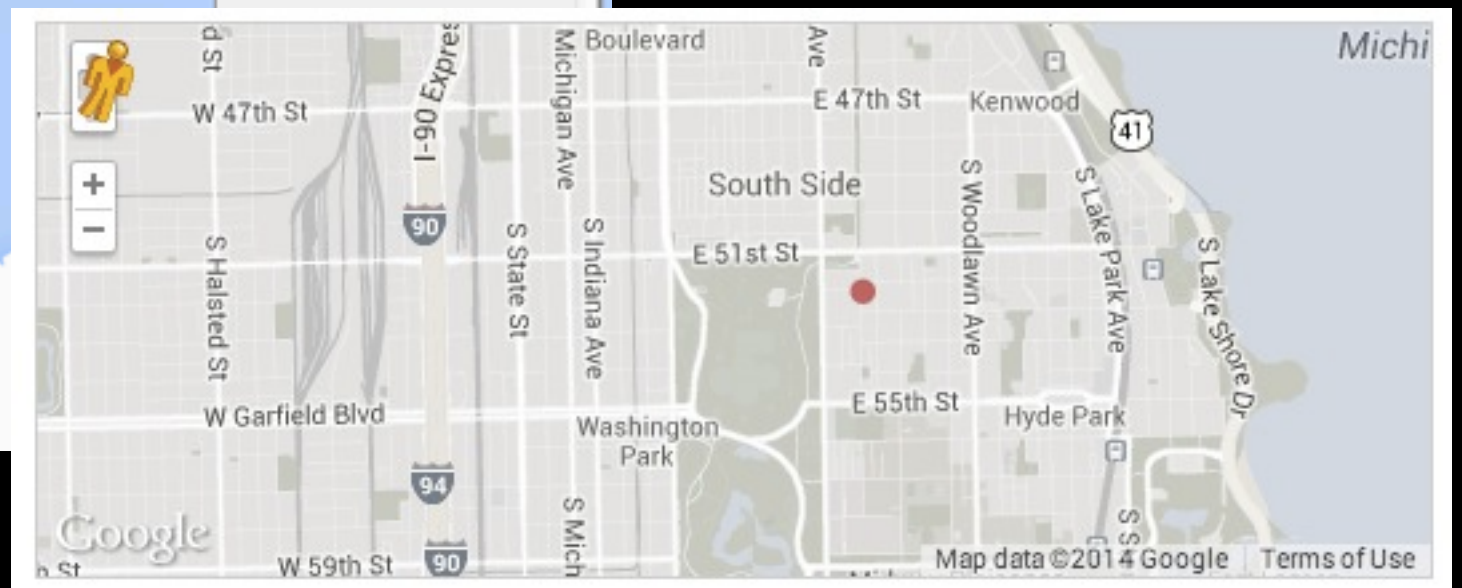 d St
Michigan Ave
Boulevard
Ave
Michi
W 47th St
I-90 Expres
E 47th St
Kenwood
41
+
South Side
S Woodlawn Ave
S Lake Park Ave
−
90
S Halsted St
S State St
S Indiana Ave
E 51st St
S Lake Shore Dr
W Garfield Blvd
E 55th St
Hyde Park
Washington
Park
94
S Mich
S S
Google
n St
W 59th St
90
Map data ©2014 Google
Terms of Use